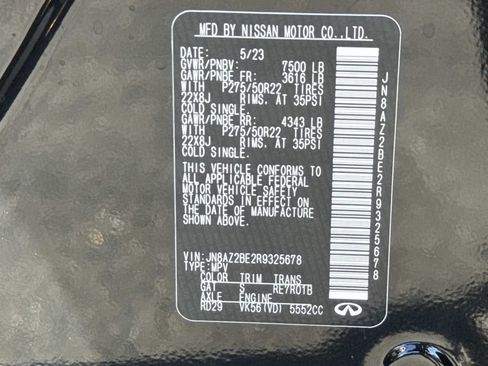 MFD BY NISSAN MOTOR CO.,LTD.
DATE: 5/23
GVWR/PNBV: 7500 LB
GAWR/PNBE FR: 3616 LB
WITH P275/50R22 TIRES
22X8J RIMS. AT 35PSI
COLD SINGLE.
GAWR/PNBE RR: 4343 LB
WITH P275/50R22 TIRES
22X8J RIMS. AT 35PSI
COLD SINGLE.
THIS VEHICLE CONFORMS TO
ALL APPLICABLE FEDERAL
MOTOR VEHICLE SAFETY
STANDARDS IN EFFECT ON
THE DATE OF MANUFACTURE
SHOWN ABOVE.
VIN:JN8AZ2BE2R9325678
TYPE:MPV
COLOR TRIM TRANS
GAT S RE7R01B
AXLE ENGINE
RD29 VK56(VD) 5552CC
JN8AZ2BE2R9325678